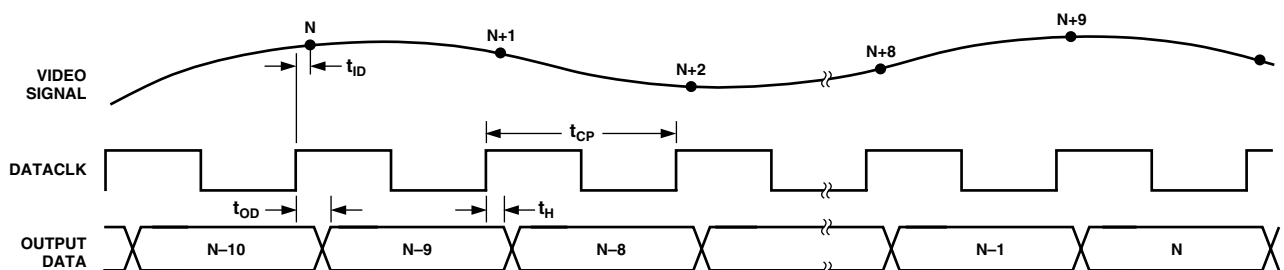 N
N+1
N+2
N+8
N+9
VIDEO
SIGNAL
tID
tCP
DATACLK
tOD
tH
OUTPUT
DATA
N–10
N–9
N–8
N–1
N